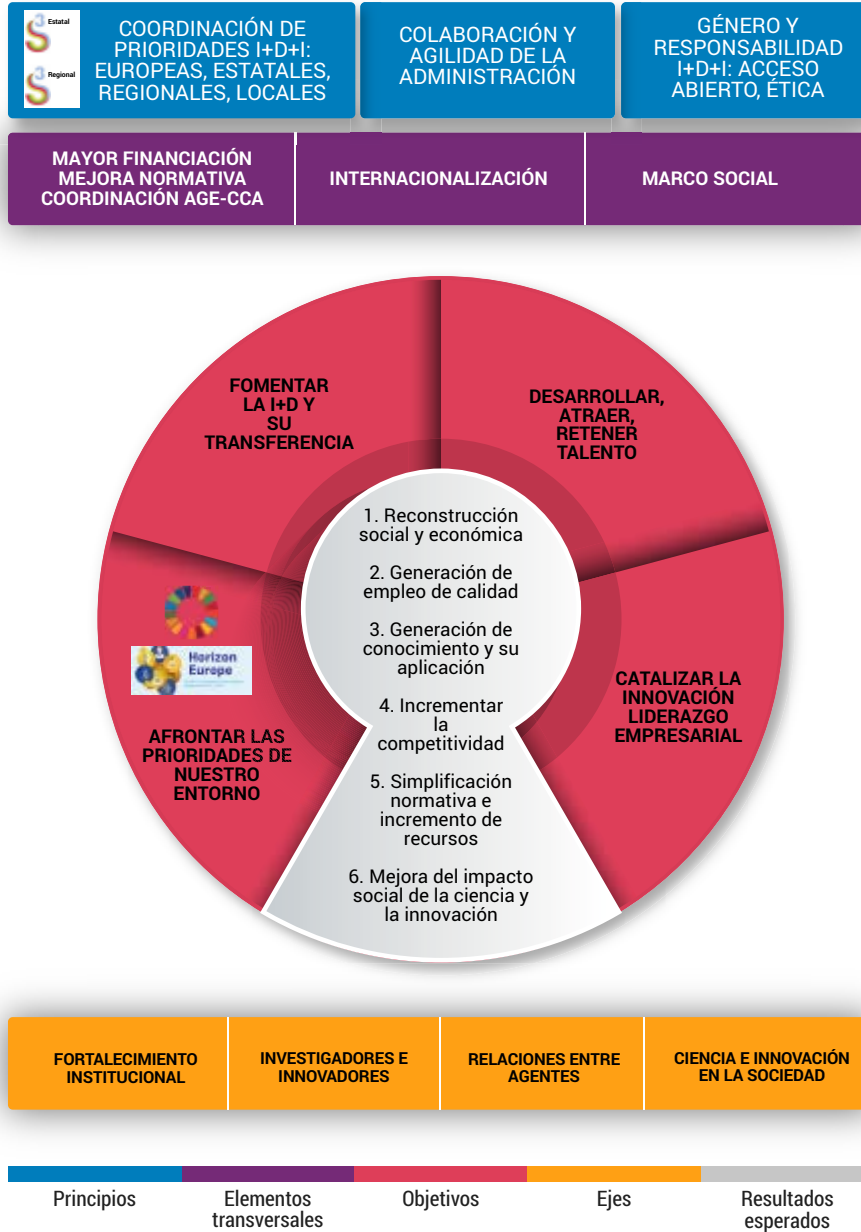 Estatal
Regional
COORDINACIÓN DE
PRIORIDADES I+D+I:
EUROPEAS, ESTATALES,
REGIONALES, LOCALES
COLABORACIÓN Y
AGILIDAD DE LA
ADMINISTRACIÓN
GÉNERO Y
RESPONSABILIDAD
I+D+I: ACCESO
ABIERTO, ÉTICA
MAYOR FINANCIACIÓN
MEJORA NORMATIVA
COORDINACIÓN AGE-CCA
INTERNACIONALIZACIÓN
MARCO SOCIAL
FOMENTAR
LA I+D Y
SU
TRANSFERENCIA
DESARROLLAR,
ATRAER,
RETENER
TALENTO
1. Reconstrucción
social y económica
2. Generación de
empleo de calidad
3. Generación de
conocimiento y su
aplicación
4. Incrementar
la
competitividad
5. Simplificación
normativa e
incremento de
recursos
6. Mejora del impacto
social de la ciencia y
la innovación
Horizon
Europe
AFRONTAR LAS
PRIORIDADES DE
NUESTRO
ENTORNO
CATALIZAR LA
INNOVACIÓN
LIDERAZGO
EMPRESARIAL
FORTALECIMIENTO
INSTITUCIONAL
INVESTIGADORES E
INNOVADORES
RELACIONES ENTRE
AGENTES
CIENCIA E INNOVACIÓN
EN LA SOCIEDAD
Principios
Elementos
transversales
Objetivos
Ejes
Resultados
esperados